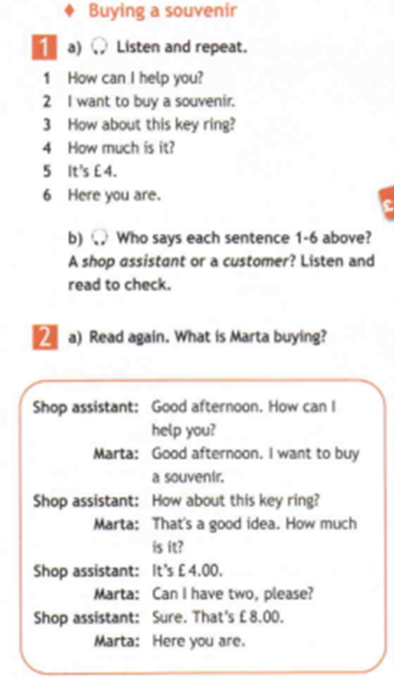 ♦ Buying a souvenir
1 a) Listen and repeat.
1 How can I help you?
2 I want to buy a souvenir.
3 How about this key ring?
4 How much is it?
5 It's £4.
6 Here you are.
£
b) Who says each sentence 1-6 above?
A shop assistant or a customer? Listen and
read to check.
2 a) Read again. What is Marta buying?
Shop assistant: Good afternoon. How can I
help you?
Marta: Good afternoon. I want to buy
a souvenir.
Shop assistant: How about this key ring?
Marta: That's a good idea. How much
is it?
Shop assistant: It's £4.00.
Marta: Can I have two, please?
Shop assistant: Sure. That's £8.00.
Marta: Here you are.